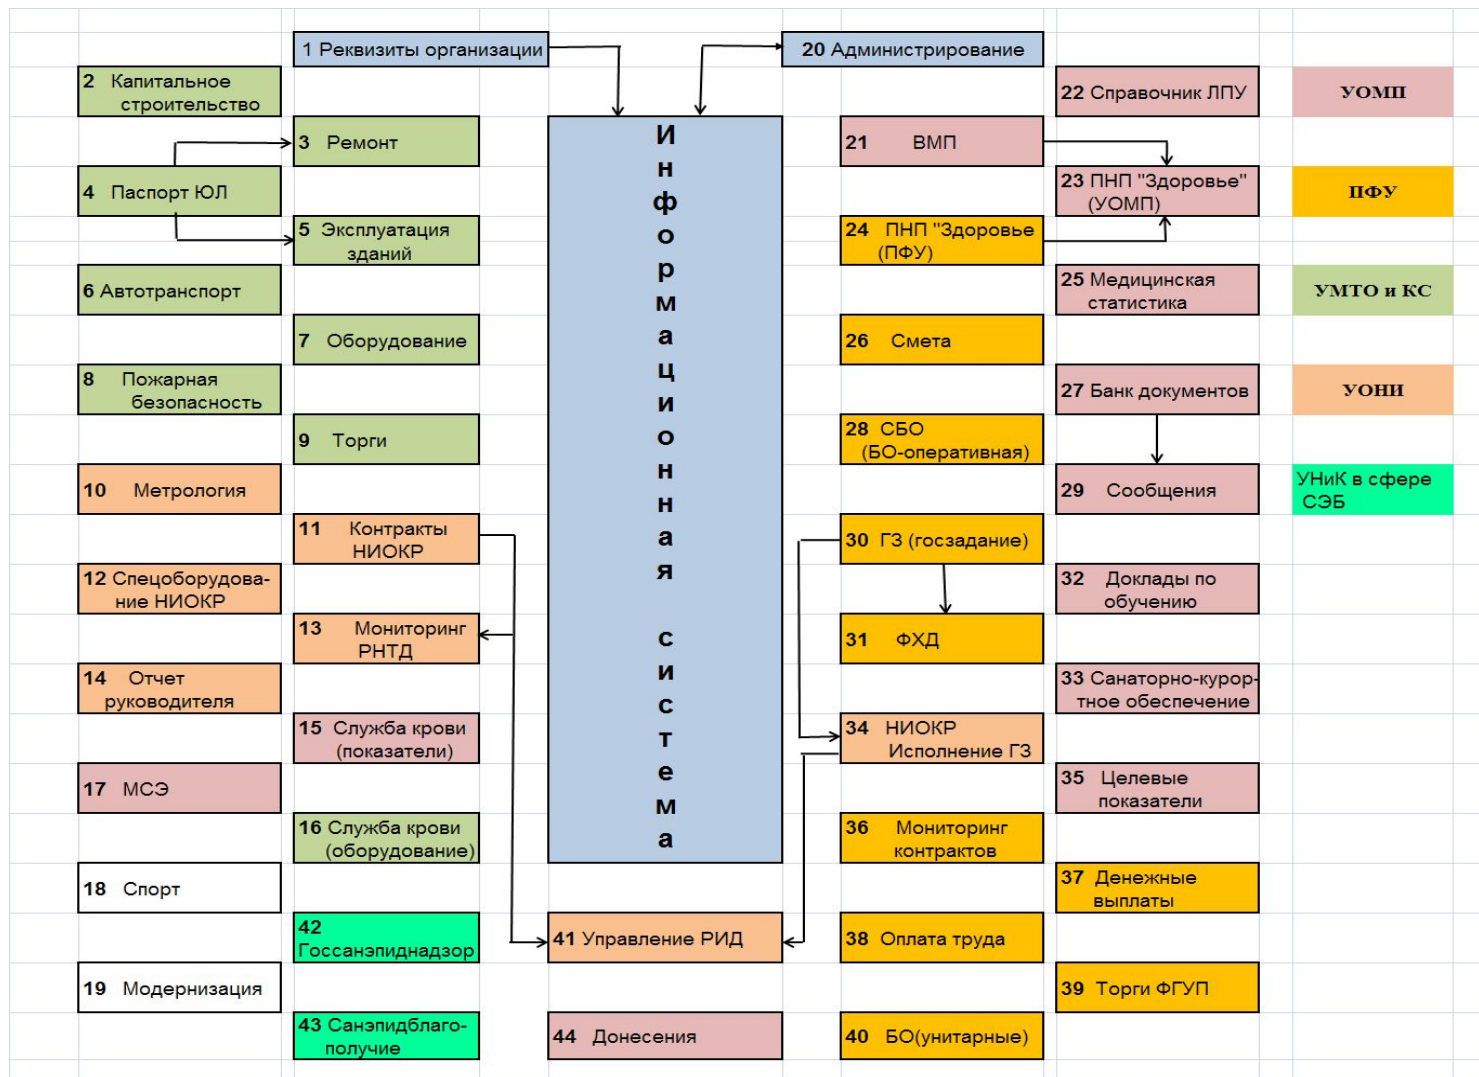 1 Реквизиты организации
20 Администрирование
2 Капитальное
строительство
22 Справочник ЛПУ
УОМП
3 Ремонт
Информационная система
21 ВМП
4 Паспорт ЮЛ
23 ПНП "Здоровье"
(УОМП)
ПФУ
5 Эксплуатация
зданий
24 ПНП "Здоровье
(ПФУ)
6 Автотранспорт
25 Медицинская
статистика
УМТО и КС
7 Оборудование
26 Смета
8 Пожарная
безопасность
27 Банк документов
УОНИ
9 Торги
28 СБО
(БО-оперативная)
10 Метрология
29 Сообщения
УНиК в сфере
СЭБ
11 Контракты
НИОКР
30 ГЗ (госзадание)
12 Спецоборудова-
ние НИОКР
32 Доклады по
обучению
13 Мониторинг
РНТД
31 ФХД
14 Отчет
руководителя
33 Санаторно-курор-
тное обеспечение
15 Служба крови
(показатели)
34 НИОКР
Исполнение ГЗ
17 МСЭ
35 Целевые
показатели
16 Служба крови
(оборудование)
36 Мониторинг
контрактов
18 Спорт
37 Денежные
выплаты
42
Госсанэпиднадзор
41 Управление РИД
38 Оплата труда
19 Модернизация
39 Торги ФГУП
43 Санэпидблаго-
получие
44 Донесения
40 БО(унитарные)